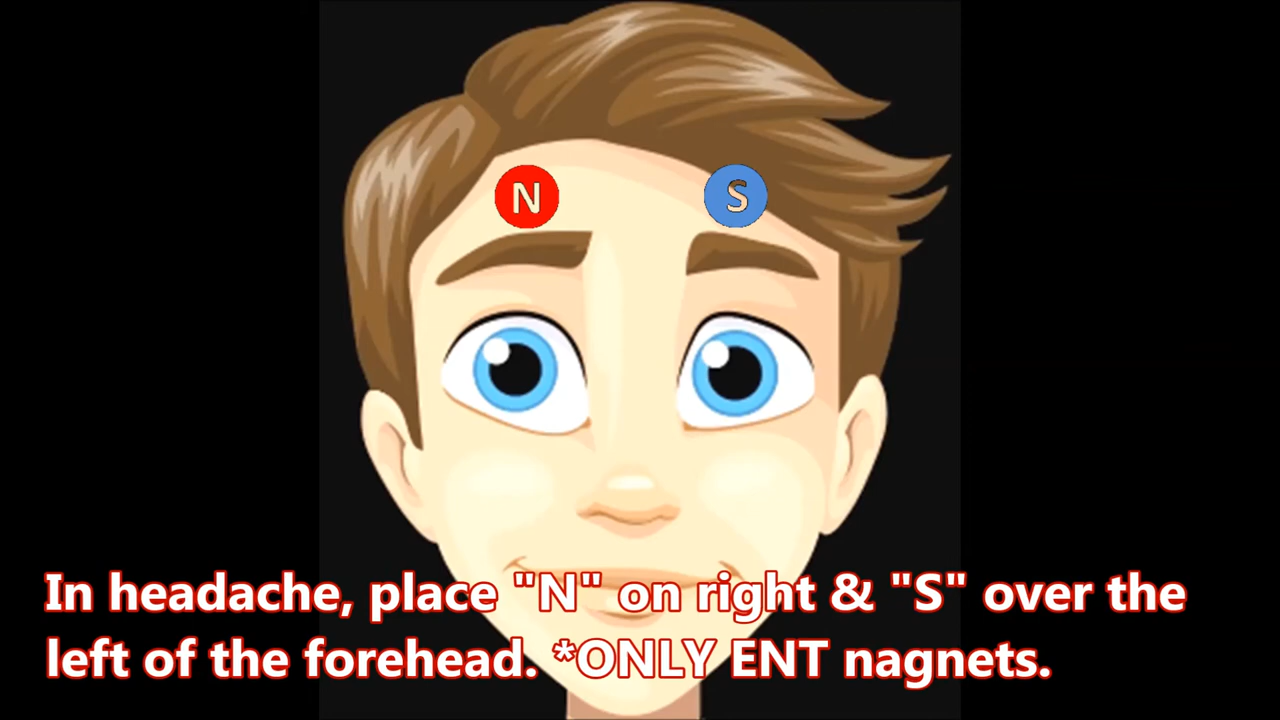 N S
In headache, place "N" on right & "S" over the
left of the forehead. *ONLY ENT nagnets.